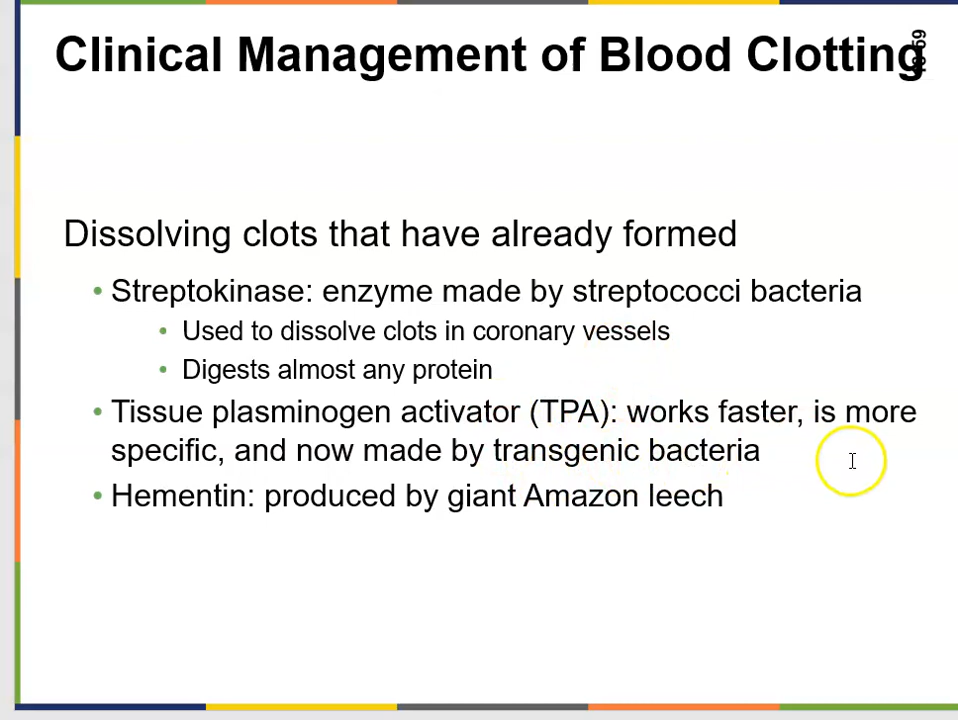 Clinical Management of Blood Clotting
Dissolving clots that have already formed
• Streptokinase: enzyme made by streptococci bacteria
• Used to dissolve clots in coronary vessels
• Digests almost any protein
• Tissue plasminogen activator (TPA): works faster, is more
specific, and now made by transgenic bacteria
• Hementin: produced by giant Amazon leech